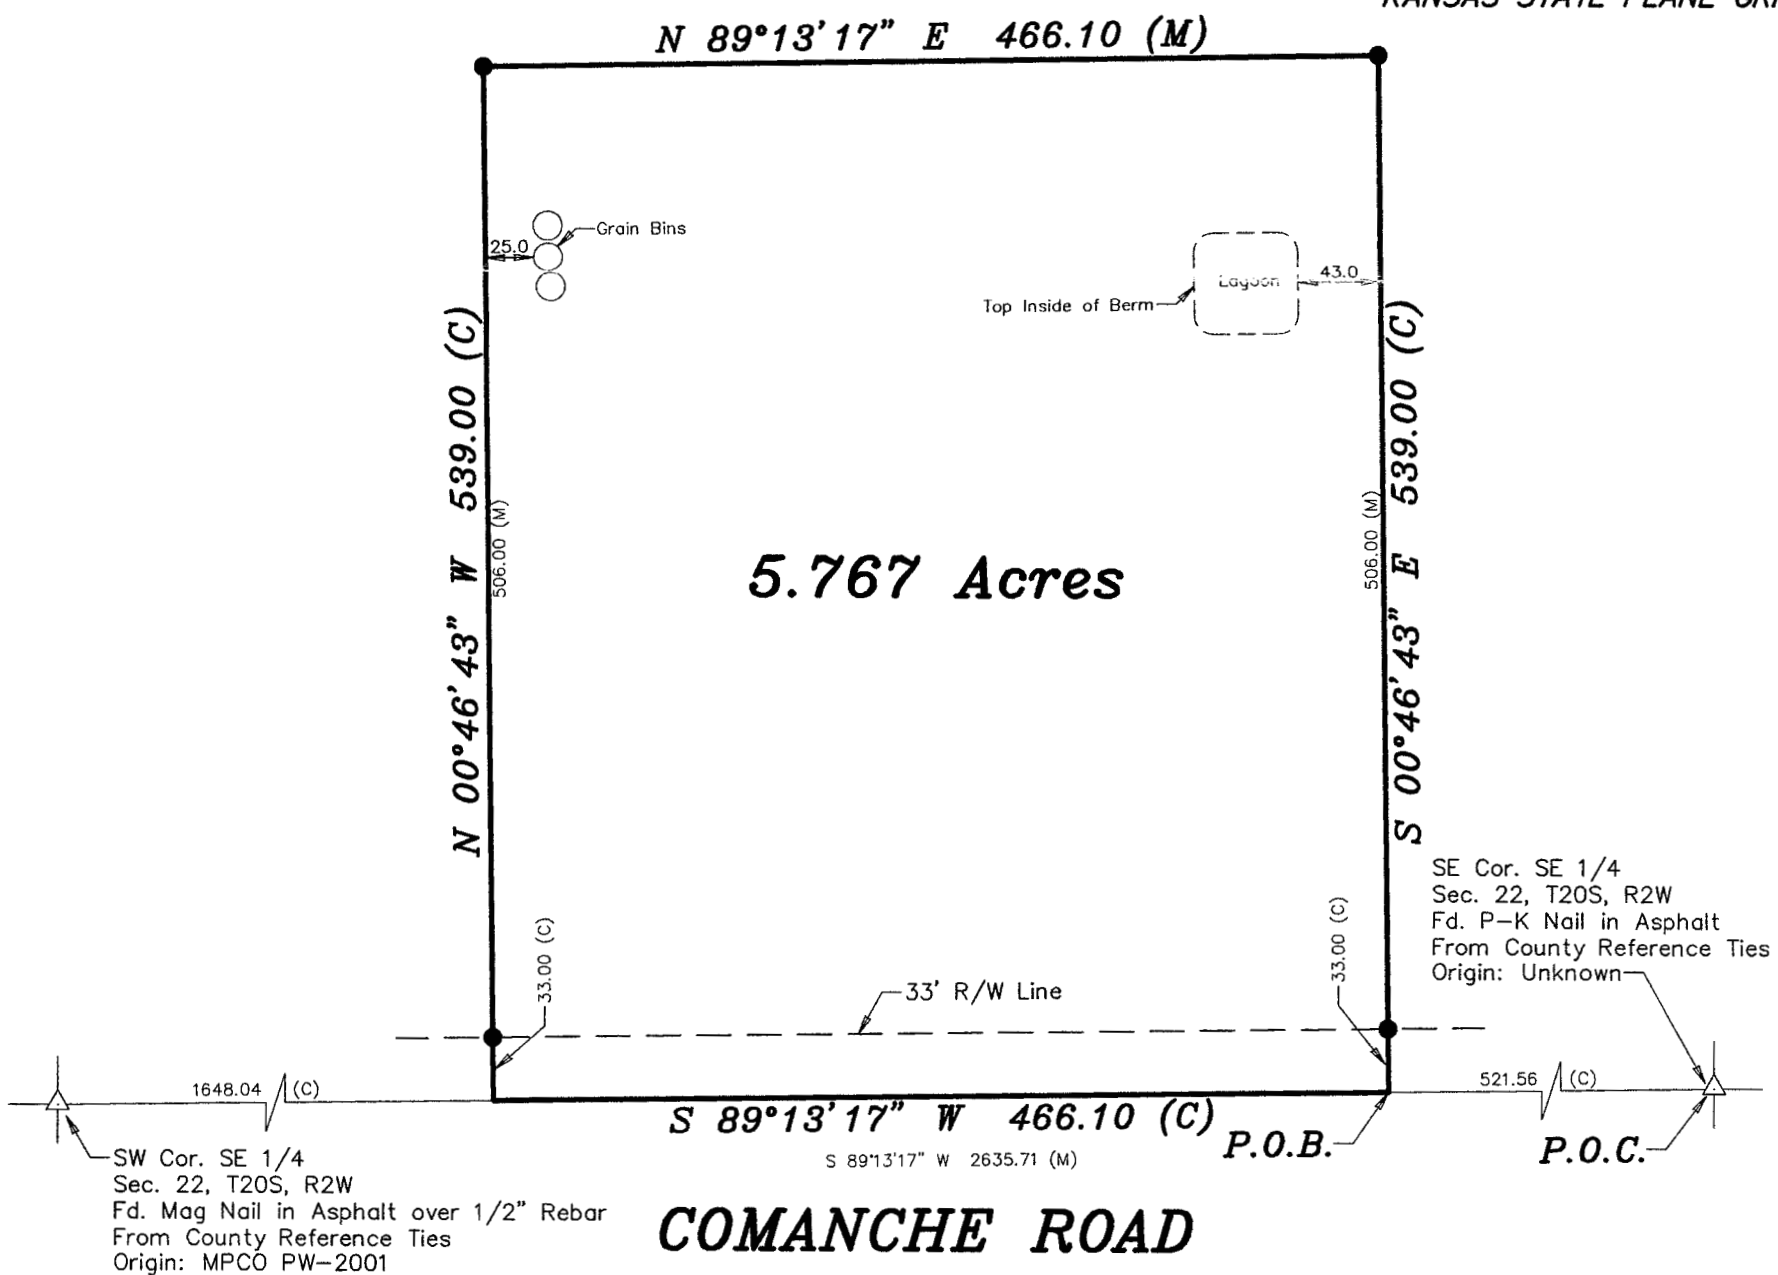 KANSAS STATE PLANE
N 89°13'17" E 466.10 (M)
Grain Bins
25.0
Lagoon
43.0
Top Inside of Berm
N 00°46'43" W 539.00 (C)
506.00 (M)
5.767 Acres
506.00 (M)
S 00°46'43" E 539.00 (C)
SE Cor. SE 1/4
Sec. 22, T20S, R2W
Fd. P-K Nail in Asphalt
From County Reference Ties
Origin: Unknown
33.00 (C)
33.00 (C)
33' R/W Line
1648.04 (C)
521.56 (C)
S 89°13'17" W 466.10 (C)
S 89°13'17" W 2635.71 (M)
P.O.B.
P.O.C.
SW Cor. SE 1/4
Sec. 22, T20S, R2W
Fd. Mag Nail in Asphalt over 1/2" Rebar
From County Reference Ties
Origin: MPCO PW-2001
COMANCHE ROAD